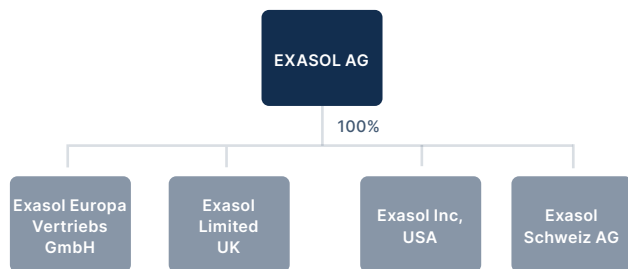 EXASOL AG
100%
Exasol Europa
Vertriebs
GmbH
Exasol
Limited
UK
Exasol Inc,
USA
Exasol
Schweiz AG